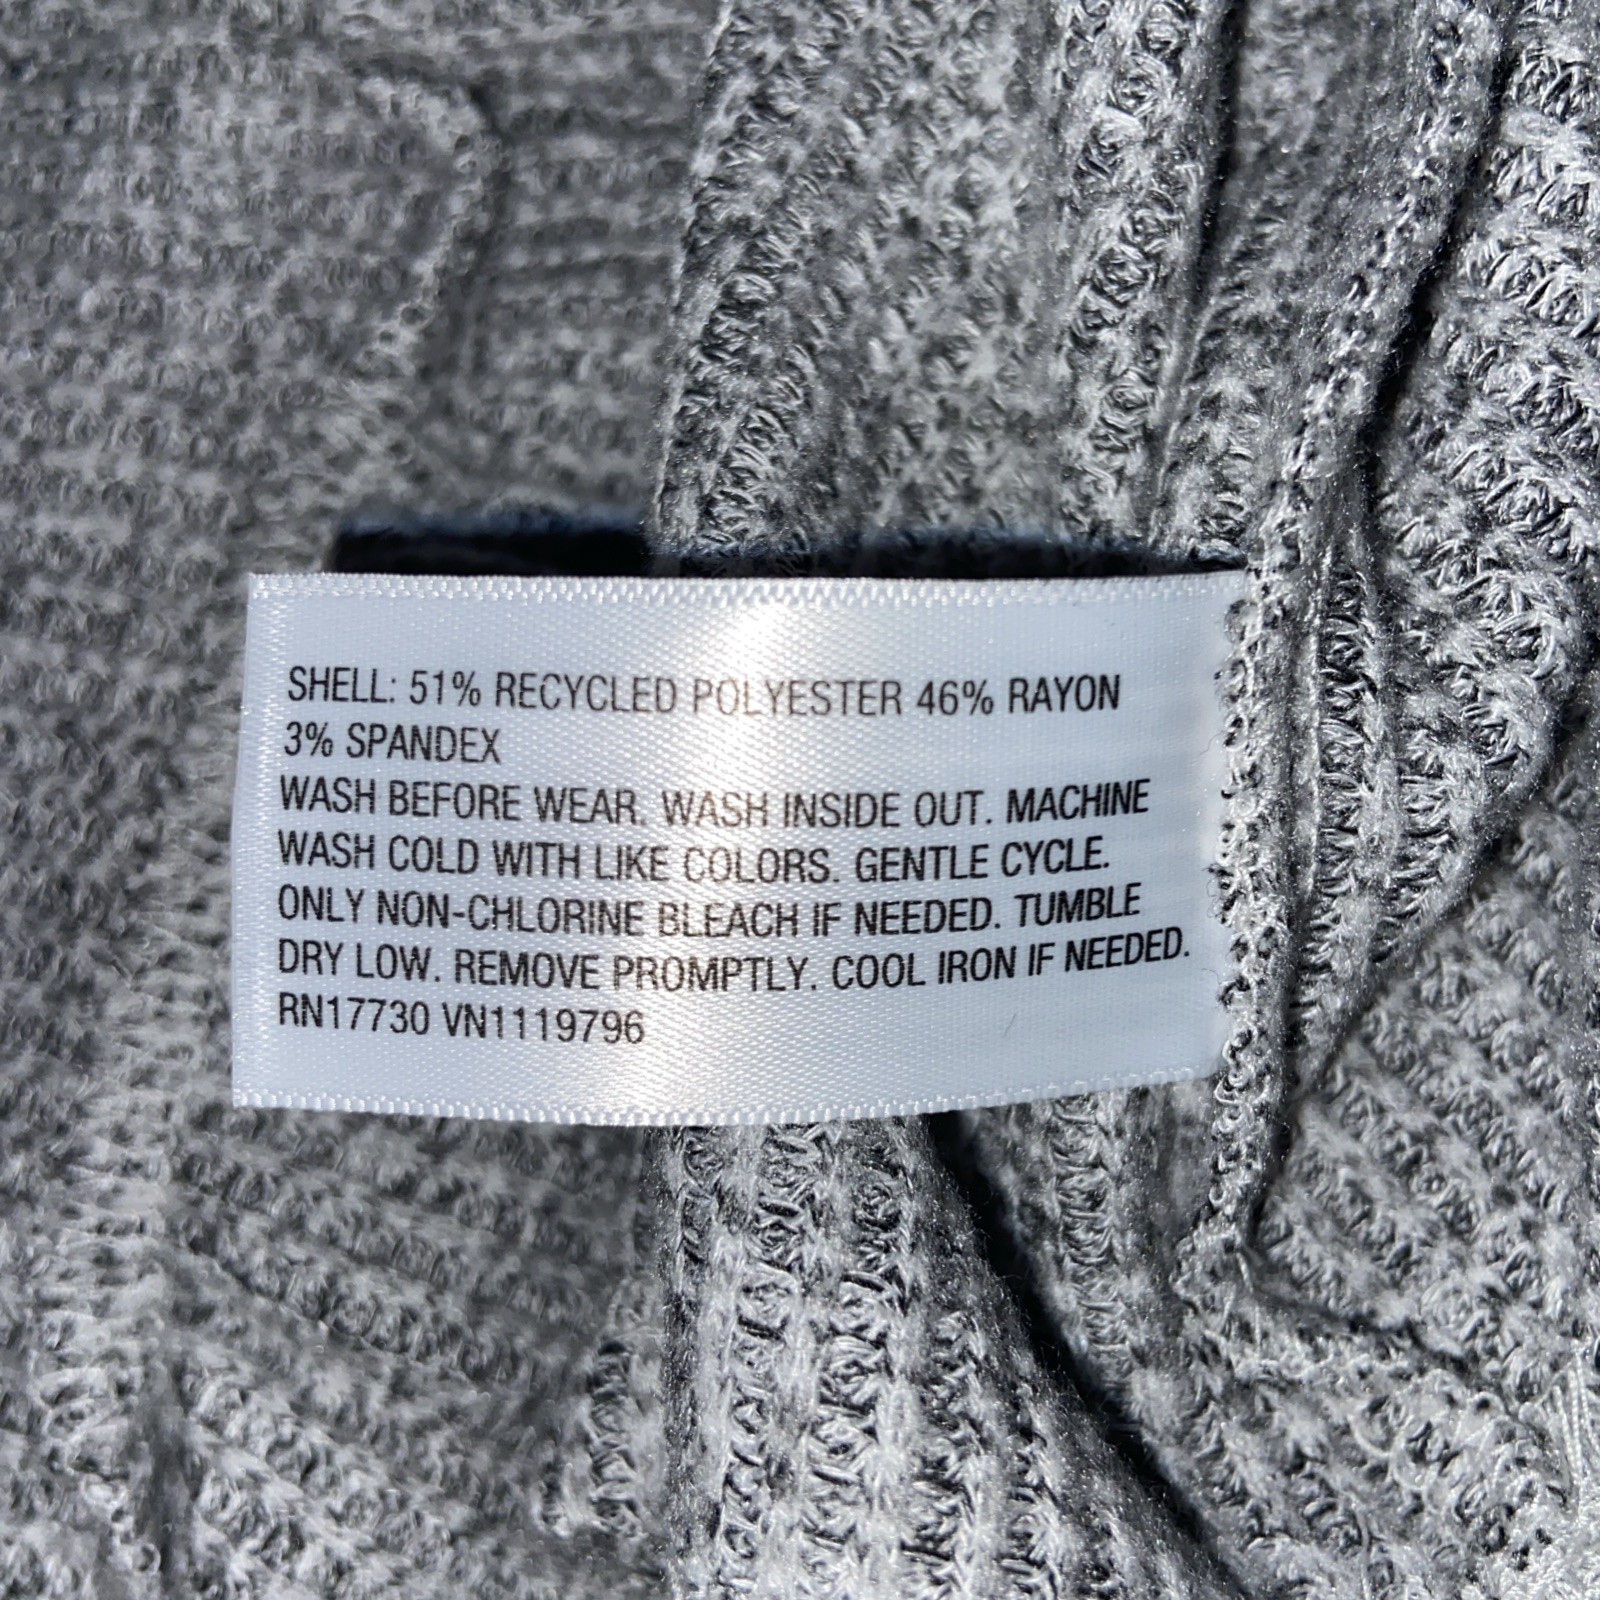 SHELL: 51% RECYCLED POLYESTER 46% RAYON
3% SPANDEX
WASH BEFORE WEAR. WASH INSIDE OUT. MACHINE
WASH COLD WITH LIKE COLORS. GENTLE CYCLE.
ONLY NON-CHLORINE BLEACH IF NEEDED. TUMBLE
DRY LOW. REMOVE PROMPTLY. COOL IRON IF NEEDED.
RN17730 VN1119796